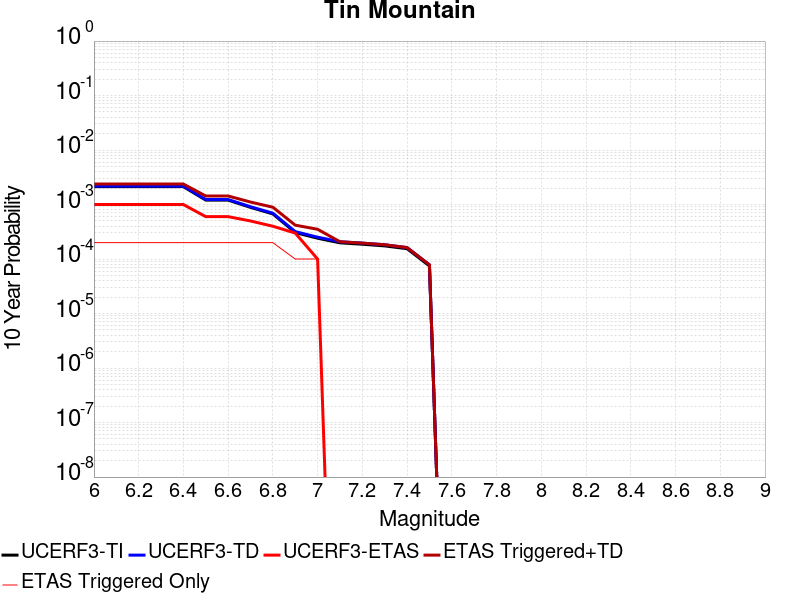 Tin Mountain
10 0
10 -1
10 -2
10 -3
10 -4
10 -5
10 -6
10 -7
10 -8
10 Year Probability
6 6.2 6.4 6.6 6.8 7 7.2 7.4 7.6 7.8 8 8.2 8.4 8.6 8.8 9
Magnitude
UCERF3-TI UCERF3-TD UCERF3-ETAS ETAS Triggered+TD
ETAS Triggered Only